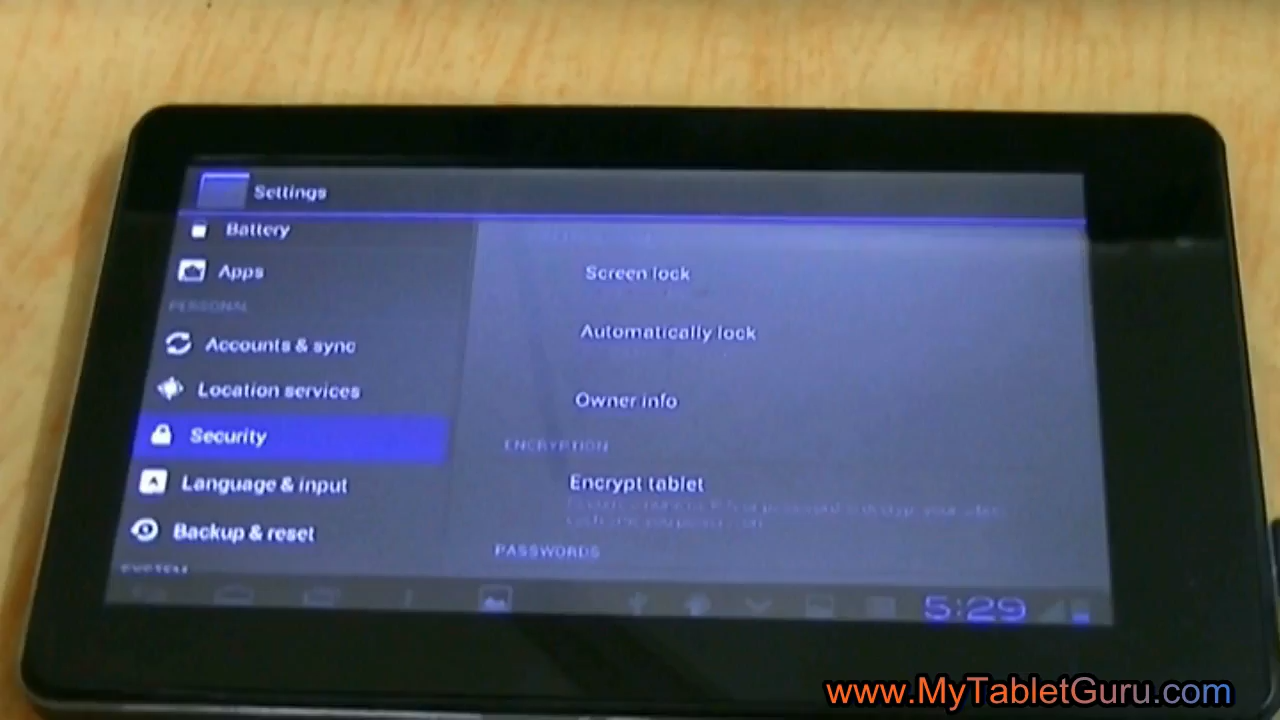 Settings
Battery
Apps
PERSONAL
Accounts & sync
Location services
Security
Language & input
Backup & reset
SYSTEM
Screen lock
Automatically lock
Owner info
ENCRYPTION
Encrypt tablet
PASSWORDS
5:29
www.MyTabletGuru.com